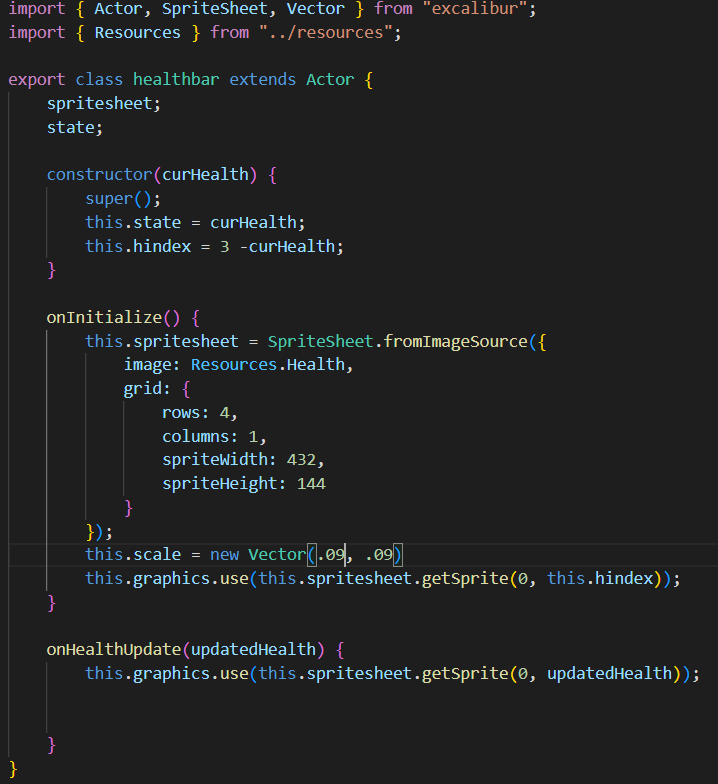 import { Actor, SpriteSheet, Vector } from "excalibur";
import { Resources } from "../resources";

export class healthbar extends Actor {
    spritesheet;
    state;

    constructor(curHealth) {
        super();
        this.state = curHealth;
        this.hindex = 3 -curHealth;
    }

    onInitialize() {
        this.spritesheet = SpriteSheet.fromImageSource({
            image: Resources.Health,
            grid: {
                rows: 4,
                columns: 1,
                spriteWidth: 432,
                spriteHeight: 144
            }
        });
        this.scale = new Vector(.09, .09)
        this.graphics.use(this.spritesheet.getSprite(0, this.hindex));
    }

    onHealthUpdate(updatedHealth) {
        this.graphics.use(this.spritesheet.getSprite(0, updatedHealth));


    }
}